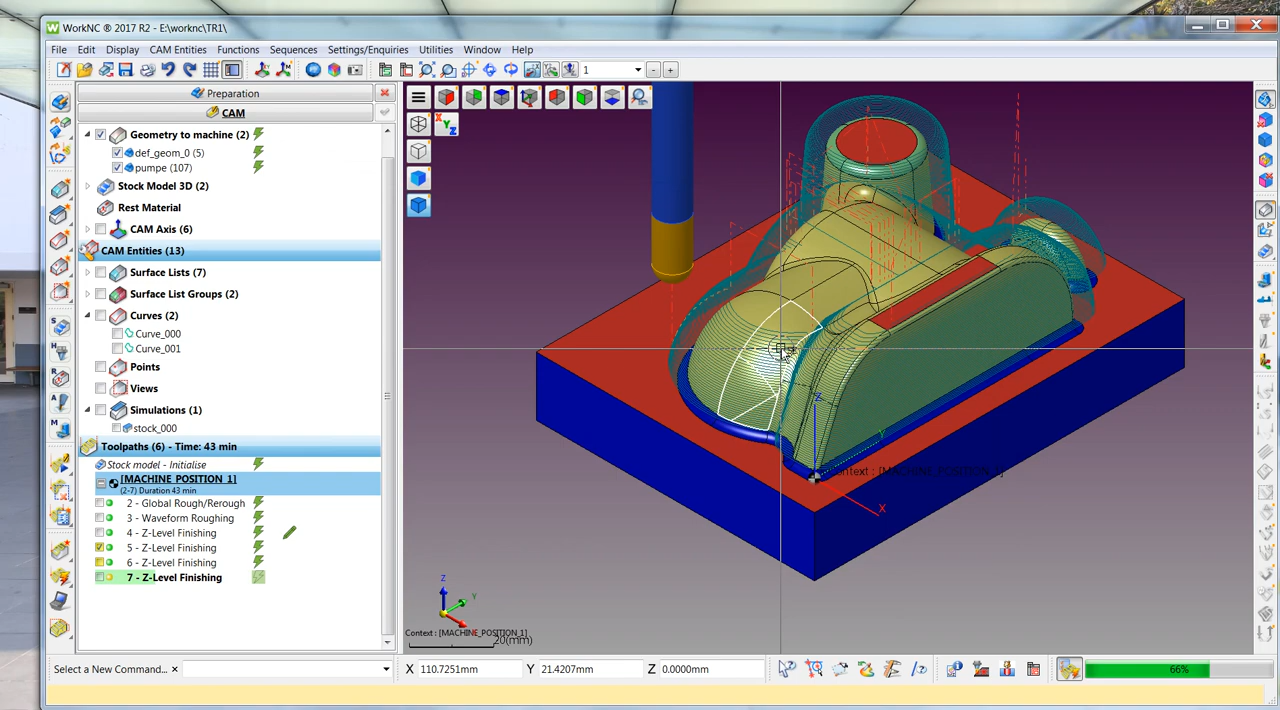 WorkNC ® 2017 R2 - E:\worknc\TR1\
File Edit Display CAM Entities Functions Sequences Settings/Enquiries Utilities Window Help
1
Preparation
CAM
Geometry to machine (2)
def_geom_0 (5)
pumpe (107)
Stock Model 3D (2)
Rest Material
CAM Axis (6)
CAM Entities (13)
Surface Lists (7)
Surface List Groups (2)
Curves (2)
Curve_000
Curve_001
Points
Views
Simulations (1)
stock_000
Toolpaths (6) - Time: 43 min
Stock model - Initialise
[MACHINE_POSITION_1]
(2-7) Duration 43 min
2 - Global Rough/Rerough
3 - Waveform Roughing
4 - Z-Level Finishing
5 - Z-Level Finishing
6 - Z-Level Finishing
7 - Z-Level Finishing
X Y Z
Z
Y
Context : [MACHINE_POSITION_1]
X
Z
Y
X
Context : [MACHINE_POSITION_1]
20(mm)
Select a New Command... X 110.7251mm Y 21.4207mm Z 0.0000mm 66%